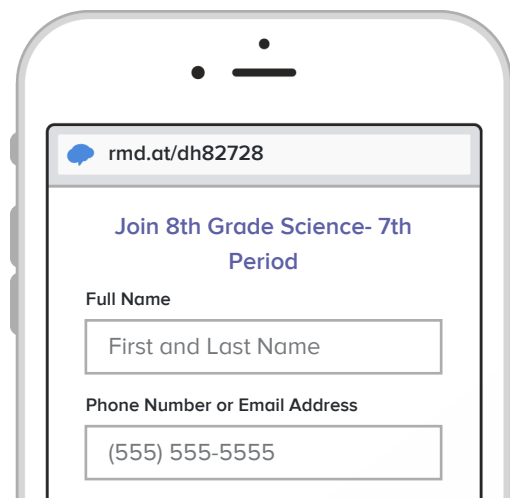 rmd.at/dh82728
Join 8th Grade Science- 7th
Period
Full Name
First and Last Name
Phone Number or Email Address
(555) 555-5555